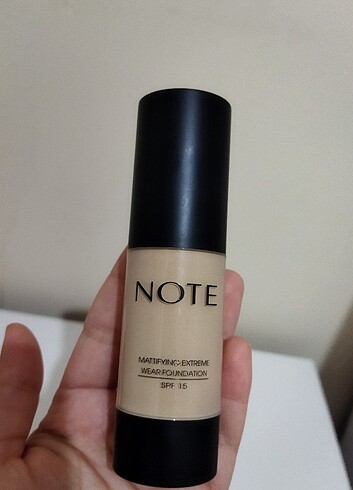 NOTE
MATTIFYING EXTREME
WEAR FOUNDATION
SPF 15